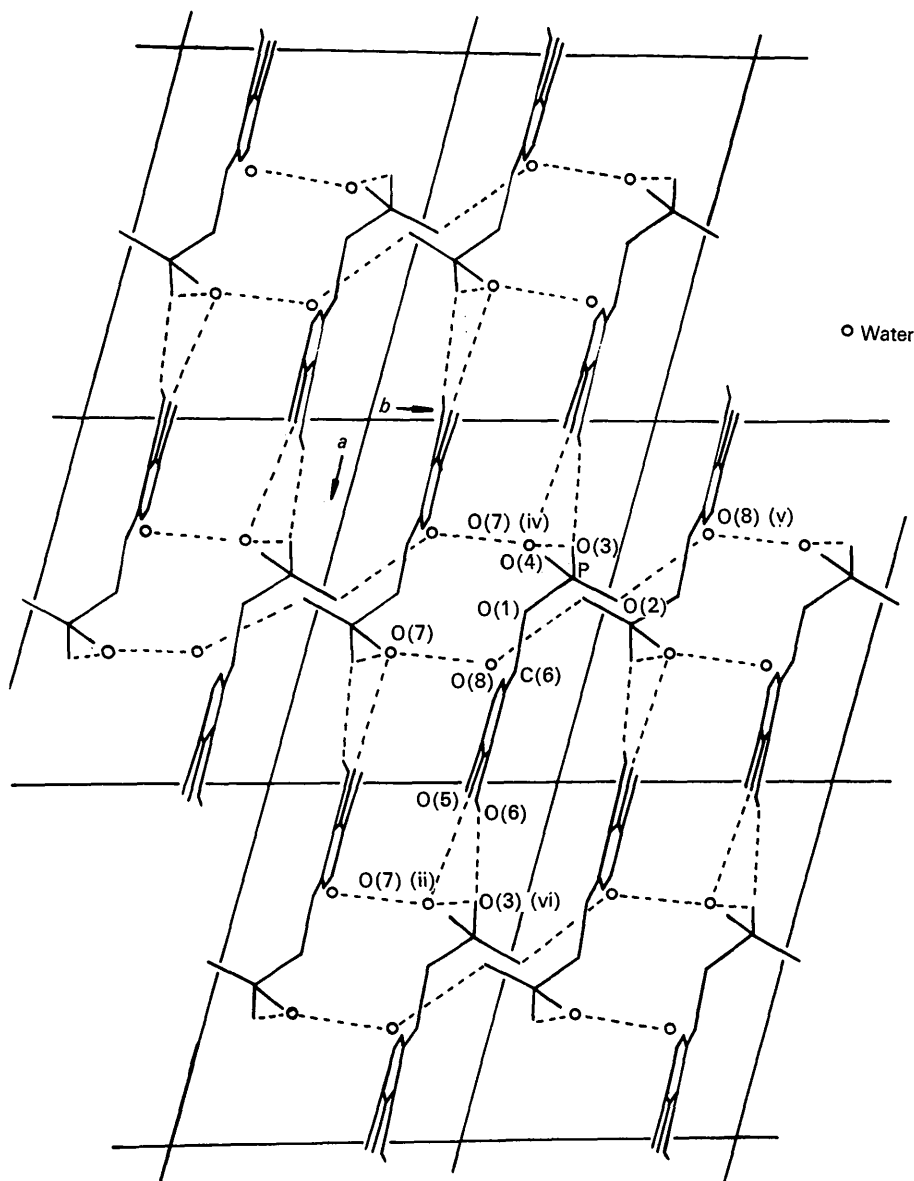 Water
b
a
O(8) (v)
O(7) (iv)
O(3)
O(4)
P
O(1)
O(2)
O(7)
O(8)
C(6)
O(5)
O(6)
O(7) (ii)
O(3) (vi)